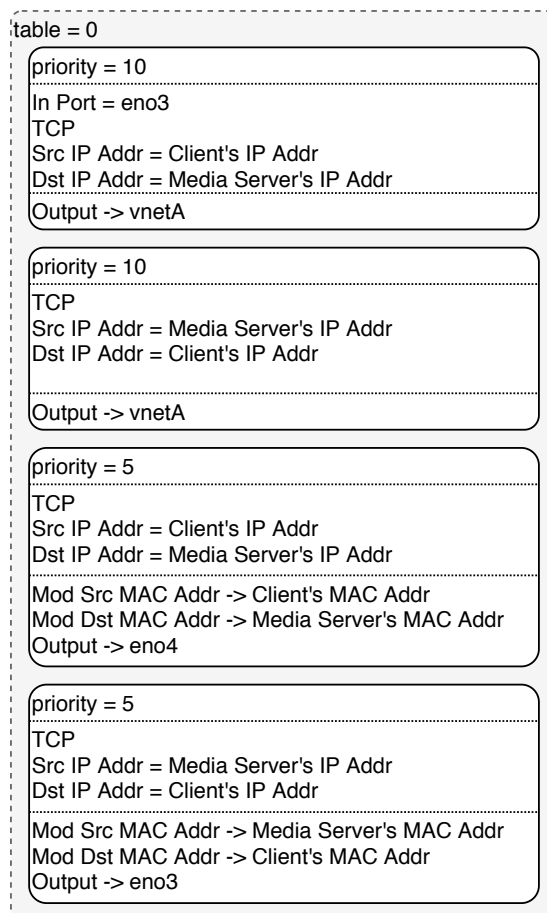 table = 0
priority = 10
In Port = eno3
TCP
Src IP Addr = Client's IP Addr
Dst IP Addr = Media Server's IP Addr
Output -> vnetA
priority = 10
TCP
Src IP Addr = Media Server's IP Addr
Dst IP Addr = Client's IP Addr
Output -> vnetA
priority = 5
TCP
Src IP Addr = Client's IP Addr
Dst IP Addr = Media Server's IP Addr
Mod Src MAC Addr -> Client's MAC Addr
Mod Dst MAC Addr -> Media Server's MAC Addr
Output -> eno4
priority = 5
TCP
Src IP Addr = Media Server's IP Addr
Dst IP Addr = Client's IP Addr
Mod Src MAC Addr -> Media Server's MAC Addr
Mod Dst MAC Addr -> Client's MAC Addr
Output -> eno3